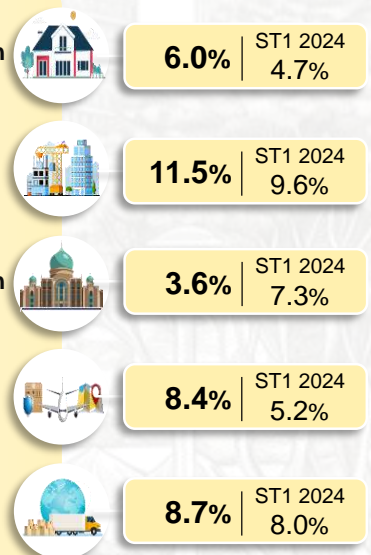 6.0% ST1 2024
4.7%
11.5% ST1 2024
9.6%
3.6% ST1 2024
7.3%
8.4% ST1 2024
5.2%
8.7% ST1 2024
8.0%